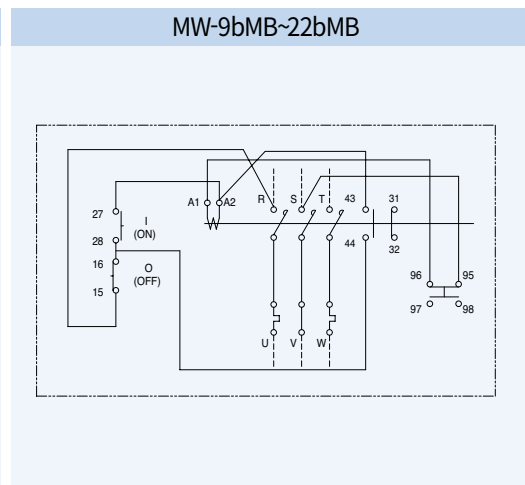 MW-9bMB~22bMB
A1 A2 R S T 43 31
27 I
(ON)
28
16 O
(OFF)
15
44 32
96 95
97 98
U V W